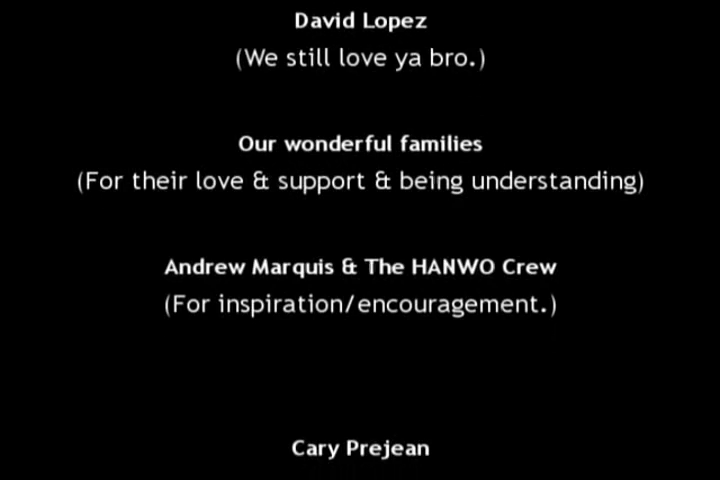 David Lopez
(We still love ya bro.)
Our wonderful families
(For their love & support & being understanding)
Andrew Marquis & The HANWO Crew
(For inspiration/encouragement.)
Cary Prejean